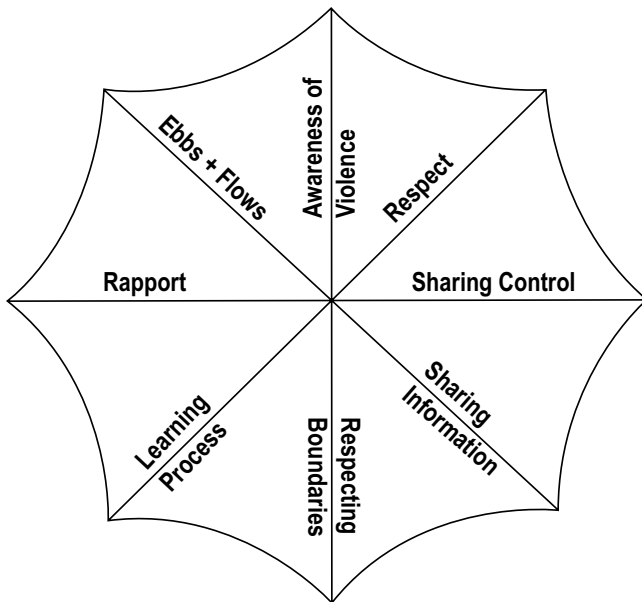 Awareness of
Violence
Respect
Sharing Control
Sharing
Information
Respecting
Boundaries
Learning
Process
Rapport
Ebbs + Flows